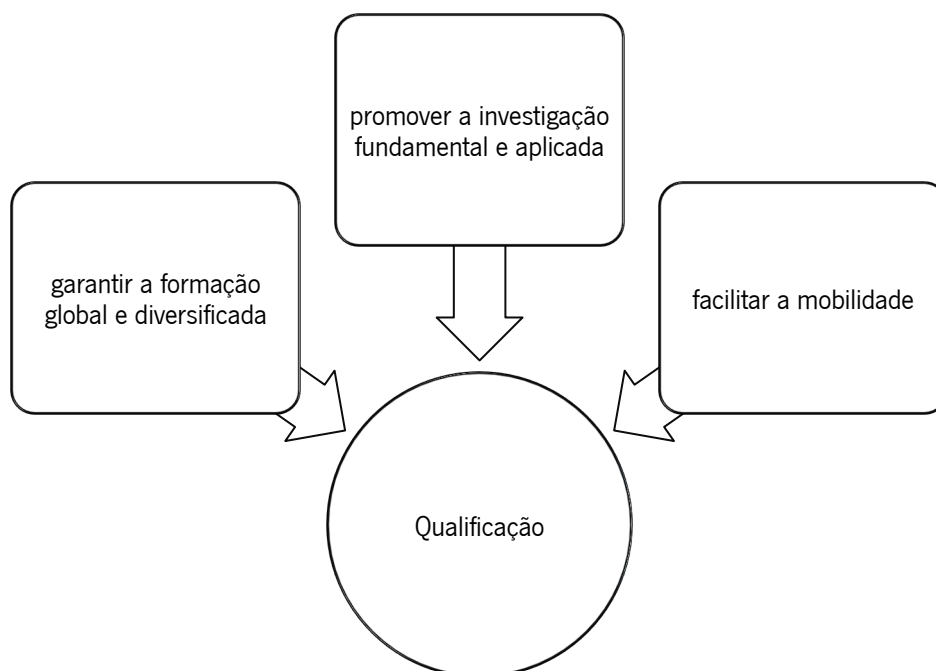 promover a investigação
fundamental e aplicada
garantir a formação
global e diversificada
facilitar a mobilidade
Qualificação